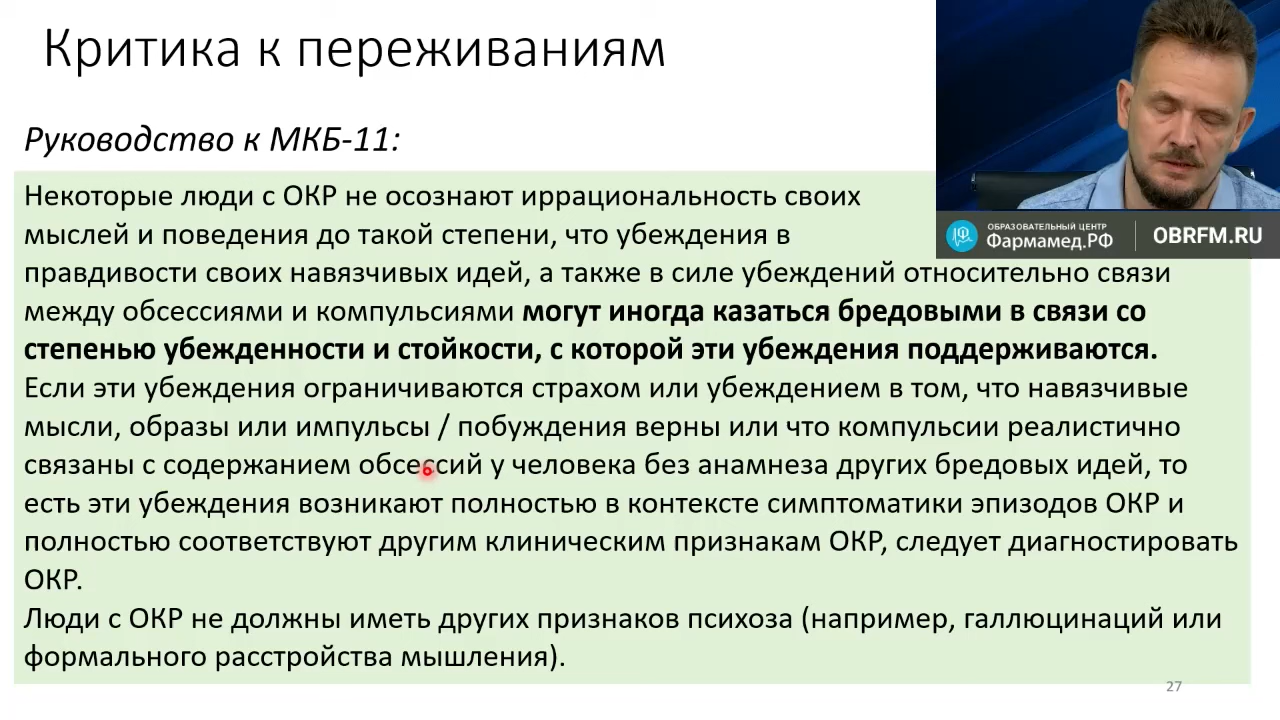 Критика к переживаниям
Руководство к МКБ-11:
Некоторые люди с ОКР не осознают иррациональность своих
мыслей и поведения до такой степени, что убеждения в
правдивости своих навязчивых идей, а также в силе убеждений относительно связи
между обсессиями и компульсиями могут иногда казаться бредовыми в связи со
степенью убежденности и стойкости, с которой эти убеждения поддерживаются.
Если эти убеждения ограничиваются страхом или убеждением в том, что навязчивые
мысли, образы или импульсы / побуждения верны или что компульсии реалистично
связаны с содержанием обсессий у человека без анамнеза других бредовых идей, то
есть эти убеждения возникают полностью в контексте симптоматики эпизодов ОКР и
полностью соответствуют другим клиническим признакам ОКР, следует диагностировать
ОКР.
Люди с ОКР не должны иметь других признаков психоза (например, галлюцинаций или
формального расстройства мышления).
27
ОБРАЗОВАТЕЛЬНЫЙ ЦЕНТР
Фармамед.РФ
OBRFM.RU